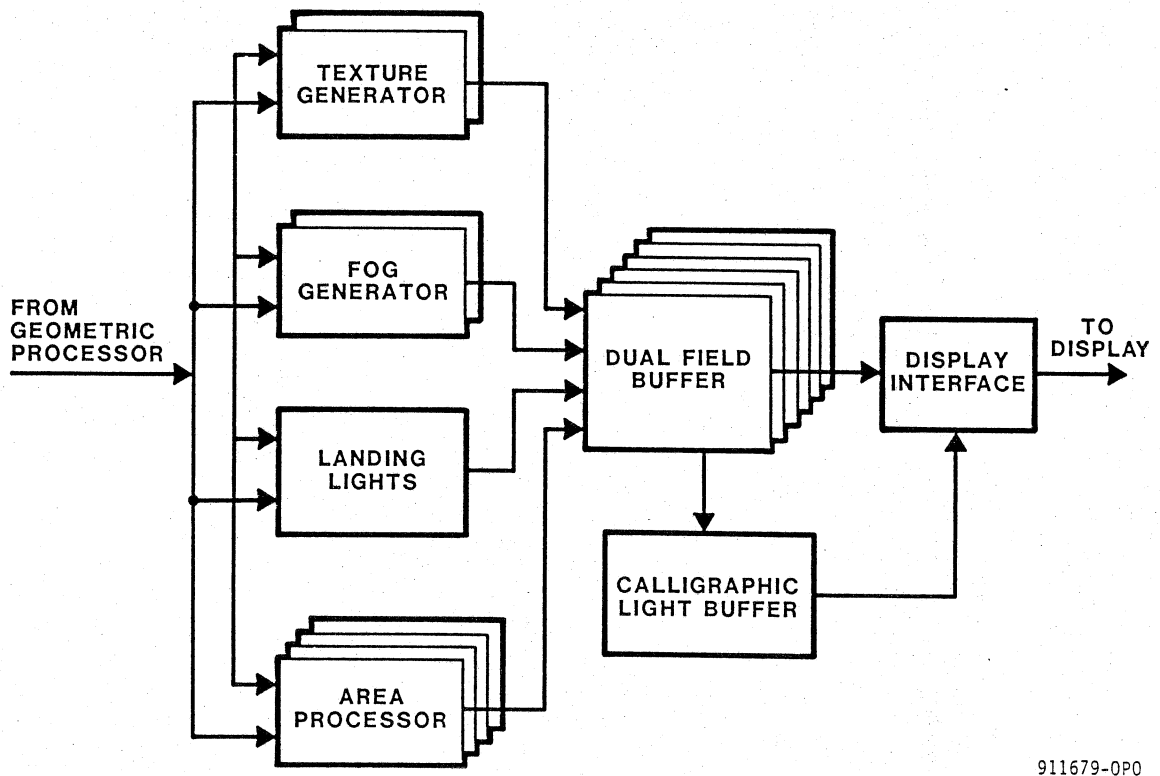 TEXTURE
GENERATOR
FOG
GENERATOR
FROM
GEOMETRIC
PROCESSOR
LANDING
LIGHTS
AREA
PROCESSOR
DUAL FIELD
BUFFER
CALLIGRAPHIC
LIGHT BUFFER
DISPLAY
INTERFACE
TO
DISPLAY
911679-0P0